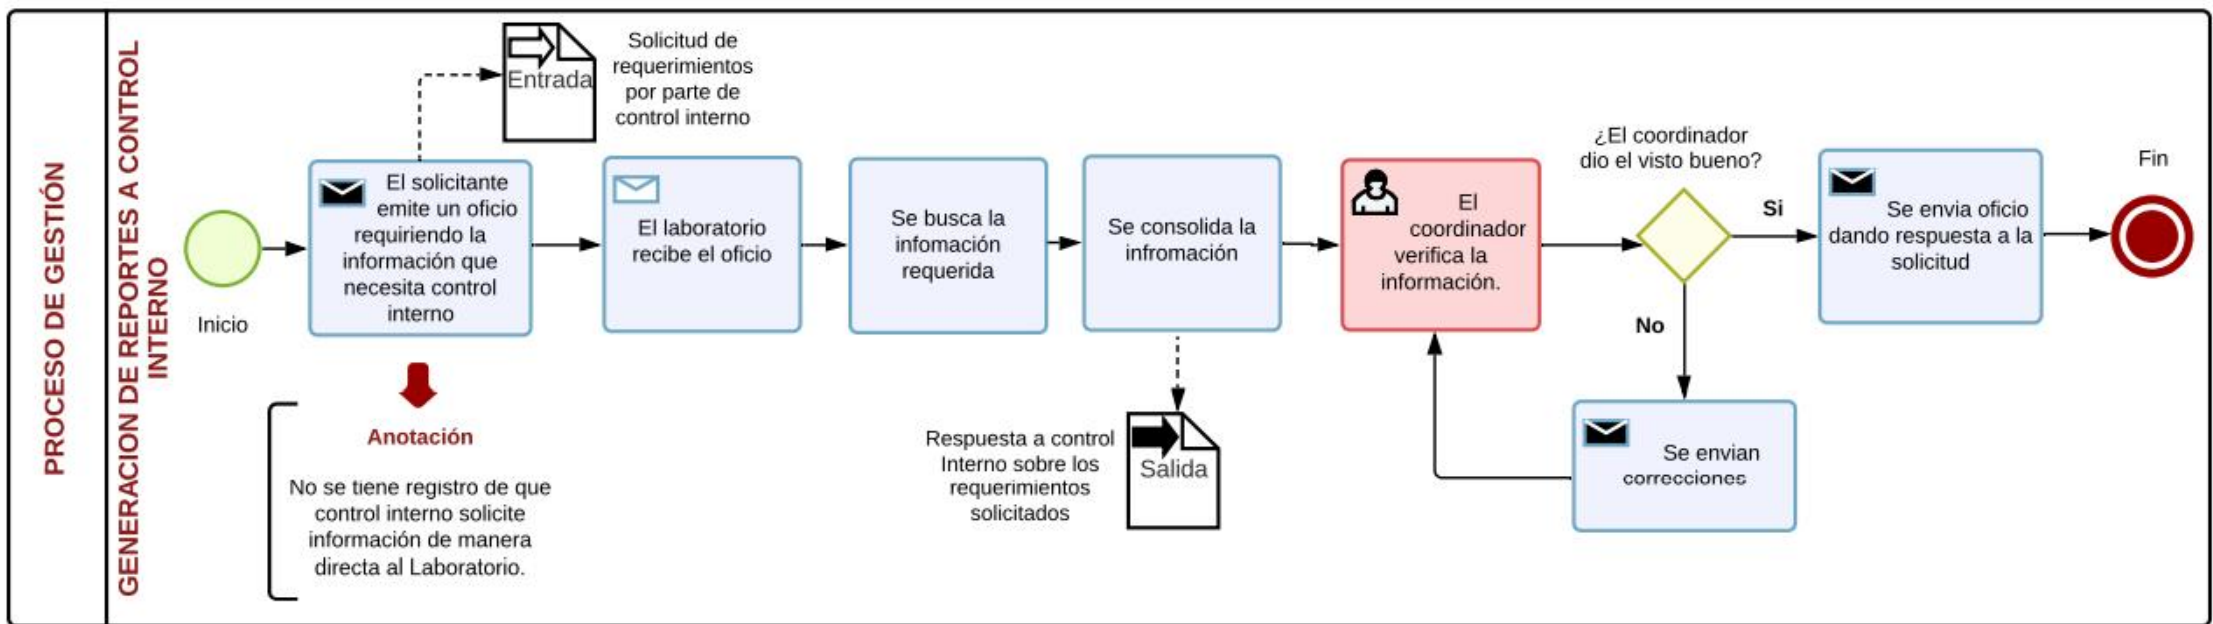 PROCESO DE GESTIÓN
GENERACION DE REPORTES A CONTROL
INTERNO
Inicio
El solicitante
emite un oficio
requiriendo la
información que
necesita control
interno
Entrada
Solicitud de
requerimientos
por parte de
control interno
Anotación
No se tiene registro de que
control interno solicite
información de manera
directa al Laboratorio.
El laboratorio
recibe el oficio
Se busca la
infomación
requerida
Se consolida la
infromación
Respuesta a control
Interno sobre los
requerimientos
solicitados
Salida
El
coordinador
verifica la
información.
¿El coordinador
dio el visto bueno?
Si
No
Se envian
correcciones
Se envia oficio
dando respuesta a la
solicitud
Fin